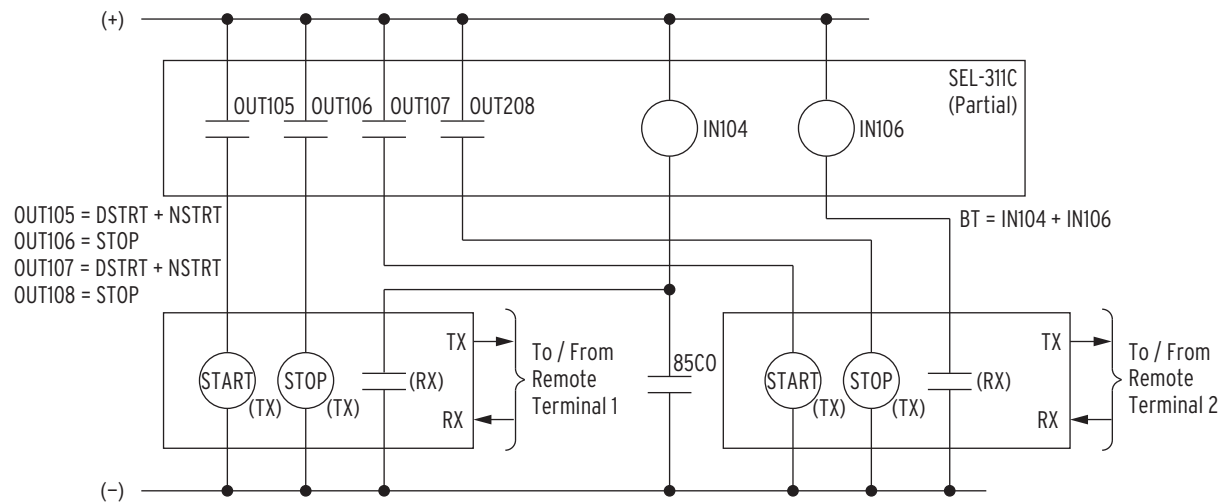 (+)
SEL-311C
(Partial)
OUT105
OUT106
OUT107
OUT208
IN104
IN106
OUT105 = DSTRT + NSTRT
OUT106 = STOP
OUT107 = DSTRT + NSTRT
OUT108 = STOP
BT = IN104 + IN106
START
(TX)
STOP
(TX)
(RX)
TX
RX
To / From
Remote
Terminal 1
85CO
START
(TX)
STOP
(TX)
(RX)
TX
RX
To / From
Remote
Terminal 2
(−)